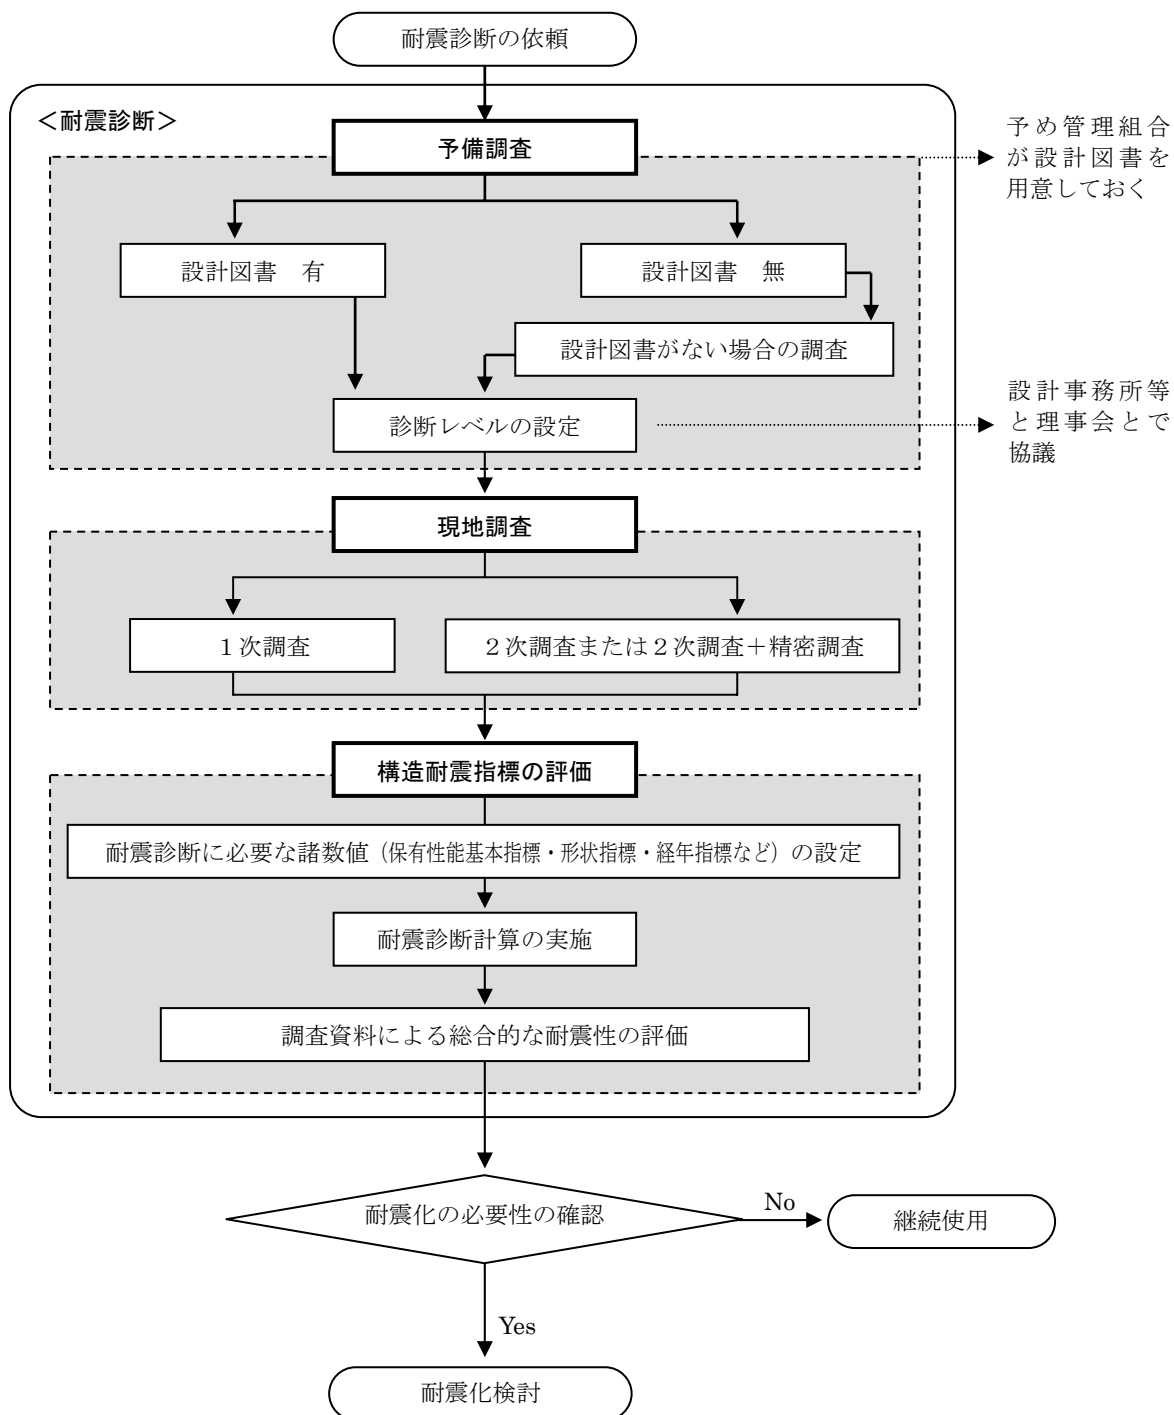 耐震診断の依頼
＜耐震診断＞
予備調査
予め管理組合
が設計図書を
用意しておく
設計図書　有
設計図書　無
設計図書がない場合の調査
診断レベルの設定
設計事務所等
と理事会とで
協議
現地調査
１次調査
２次調査または２次調査＋精密調査
構造耐震指標の評価
耐震診断に必要な諸数値（保有性能基本指標・形状指標・経年指標など）の設定
耐震診断計算の実施
調査資料による総合的な耐震性の評価
耐震化の必要性の確認
No
継続使用
Yes
耐震化検討